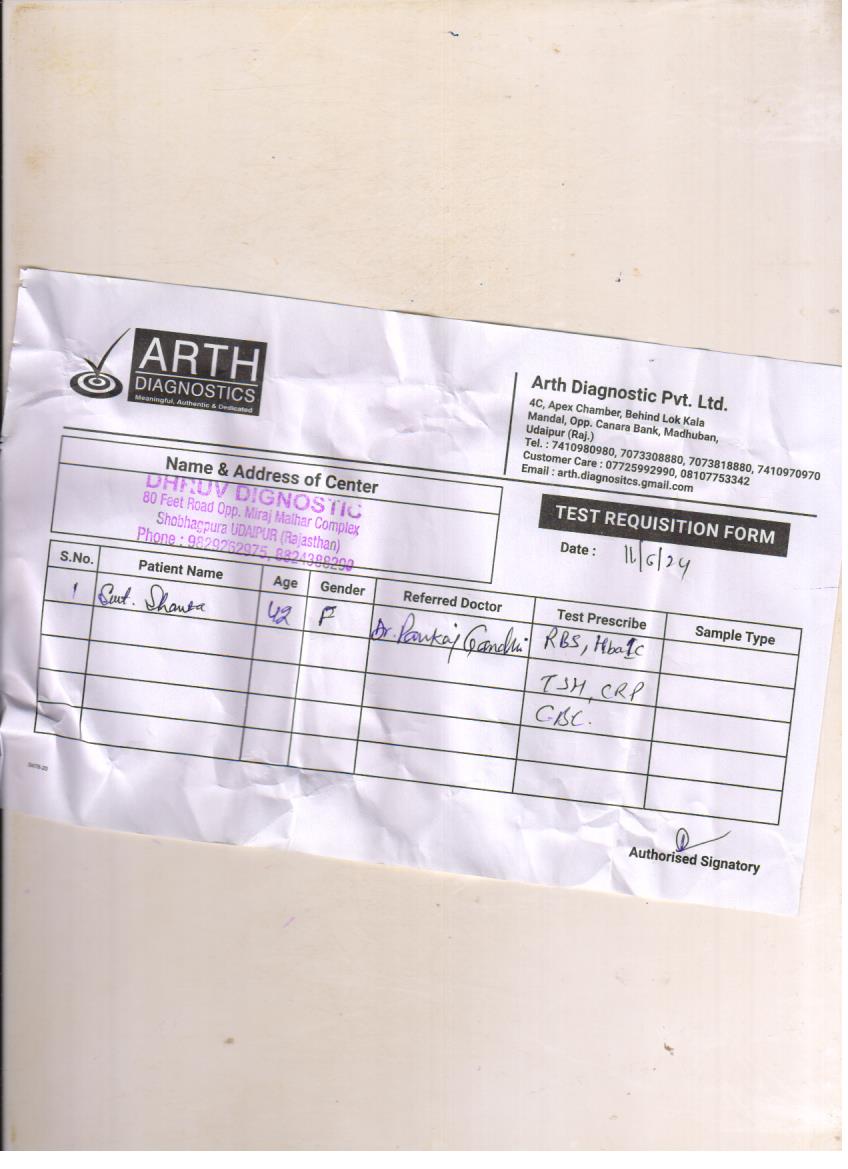 ARTH
DIAGNOSTICS
Meaningful, Authentic & Dedicated
Arth Diagnostic Pvt. Ltd.
4C, Apex Chamber, Behind Lok Kala
Mandal, Opp. Canara Bank, Madhuban,
Udaipur (Raj.)
Tel. : 7410980980, 7073308880, 7073818880, 7410970970
Customer Care : 07725992990, 08107753342
Email : arth.diagnositcs.gmail.com
Name & Address of Center
DHRUV DIGNOSTIC
80 Feet Road Opp. Miraj Malhar Complex
Shobhagpura UDAIPUR (Rajasthan)
Phone : 9829262975, 8824388290
TEST REQUISITION FORM
Date : 11/6/24
S.No. Patient Name Age Gender Referred Doctor Test Prescribe Sample Type
1 Smt. Shanta 42 F Dr. Pankaj Gandhi RBS, Hba1c
TSH, CRP
CBC.
Authorised Signatory